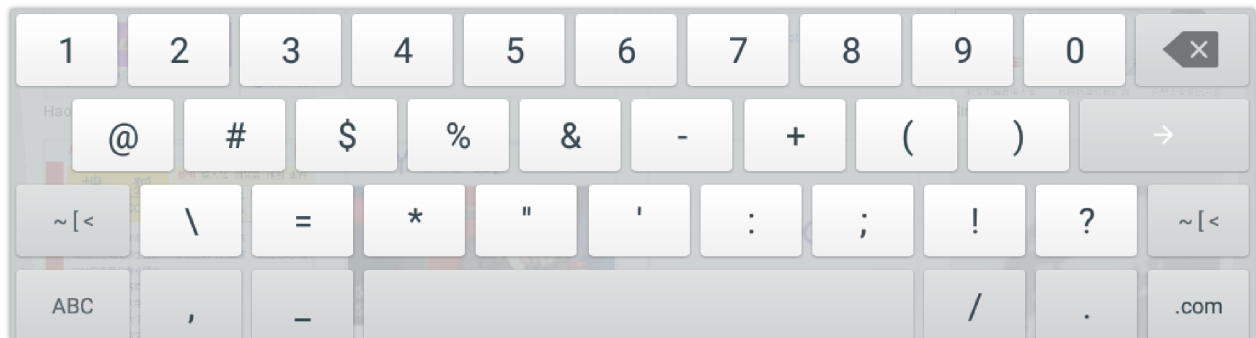 1 2 3 4 5 6 7 8 9 0
@ # $ % & - + ( )
~[< \ = * " ' : ; ! ? ~[<
ABC , _ / . .com